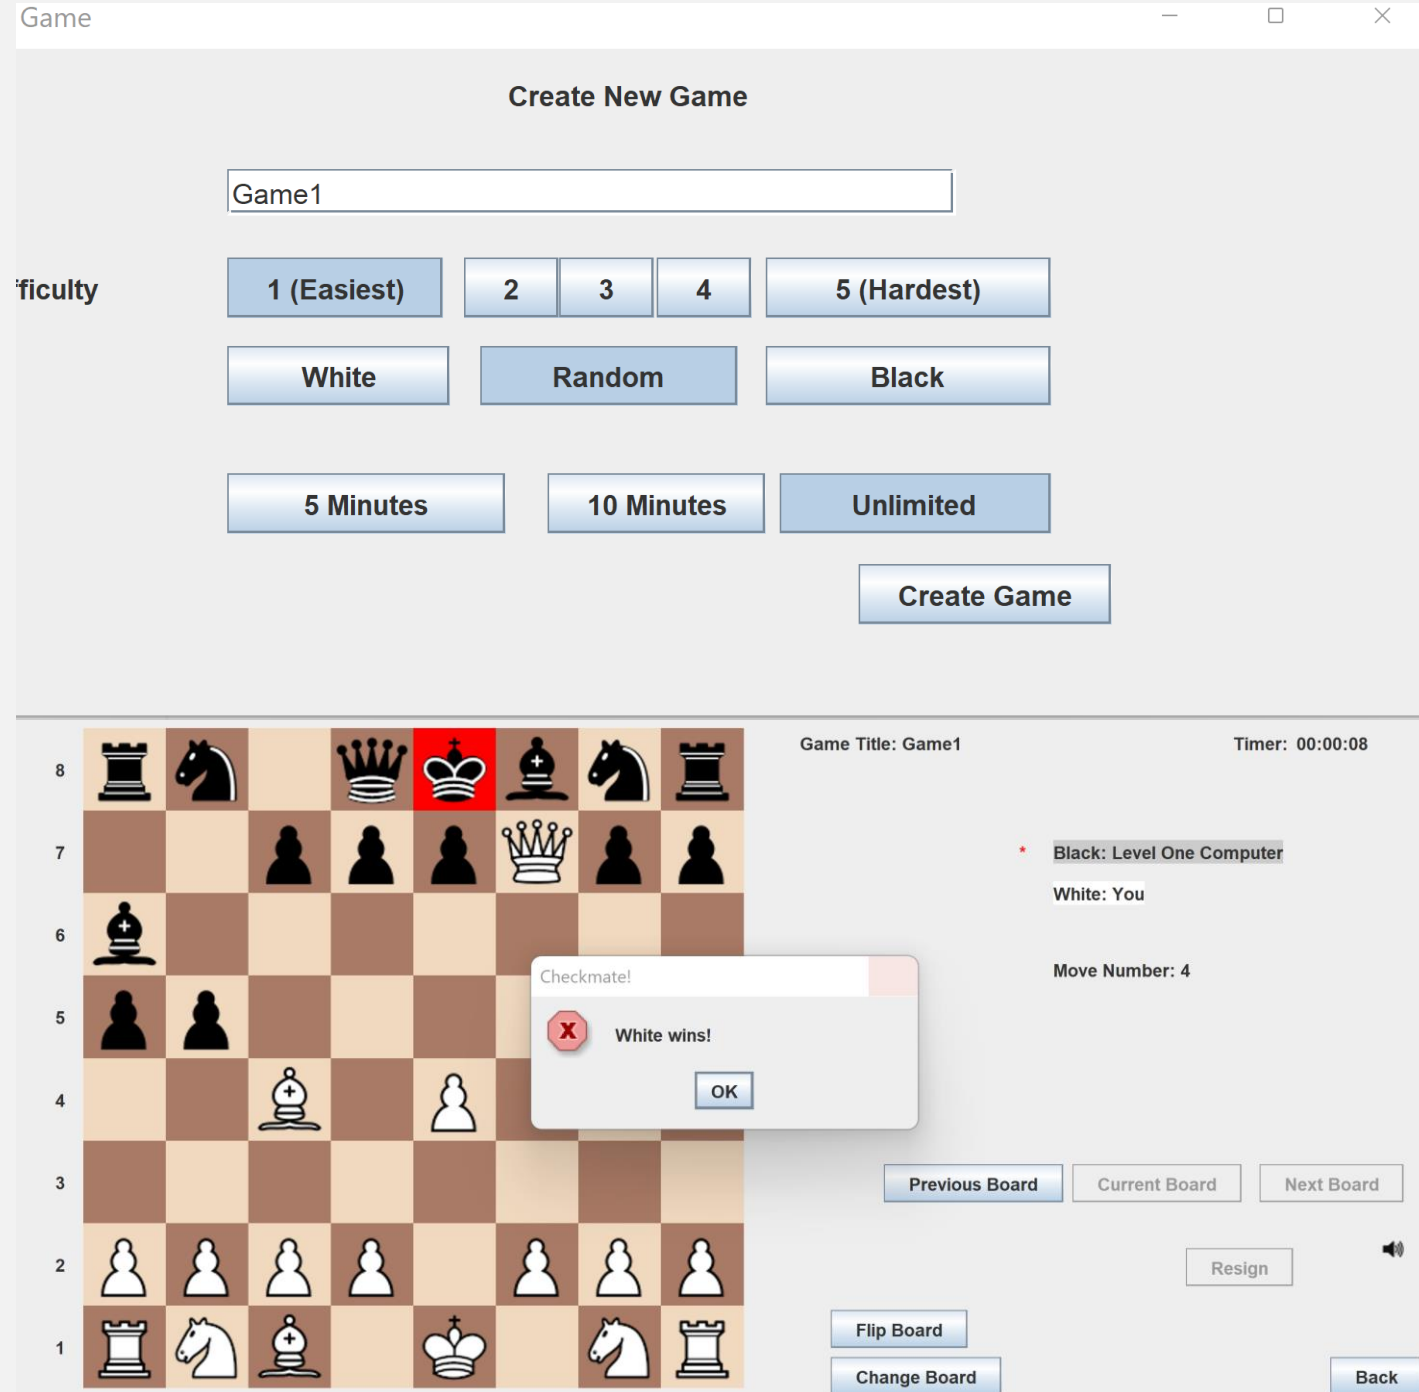 Game
Create New Game
Game1
fficulty
1 (Easiest) 2 3 4 5 (Hardest)
White Random Black
5 Minutes 10 Minutes Unlimited
Create Game
Game Title: Game1 Timer: 00:00:08
8
7
* Black: Level One Computer
White: You
6
Checkmate!
Move Number: 4
5
White wins!
OK
4
3
Previous Board Current Board Next Board
2
Resign
Flip Board
1
Change Board Back